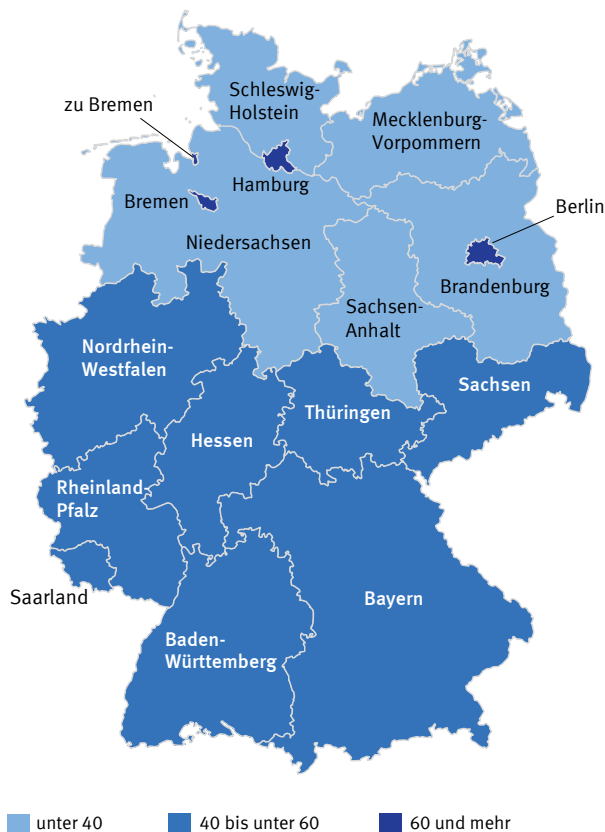 Schleswig-
Holstein
zu Bremen
Mecklenburg-
Vorpommern
Hamburg
Bremen
Berlin
Niedersachsen
Brandenburg
Sachsen-
Anhalt
Nordrhein-
Westfalen
Sachsen
Thüringen
Hessen
Rheinland-
Pfalz
Saarland
Bayern
Baden-
Württemberg
unter 40
40 bis unter 60
60 und mehr